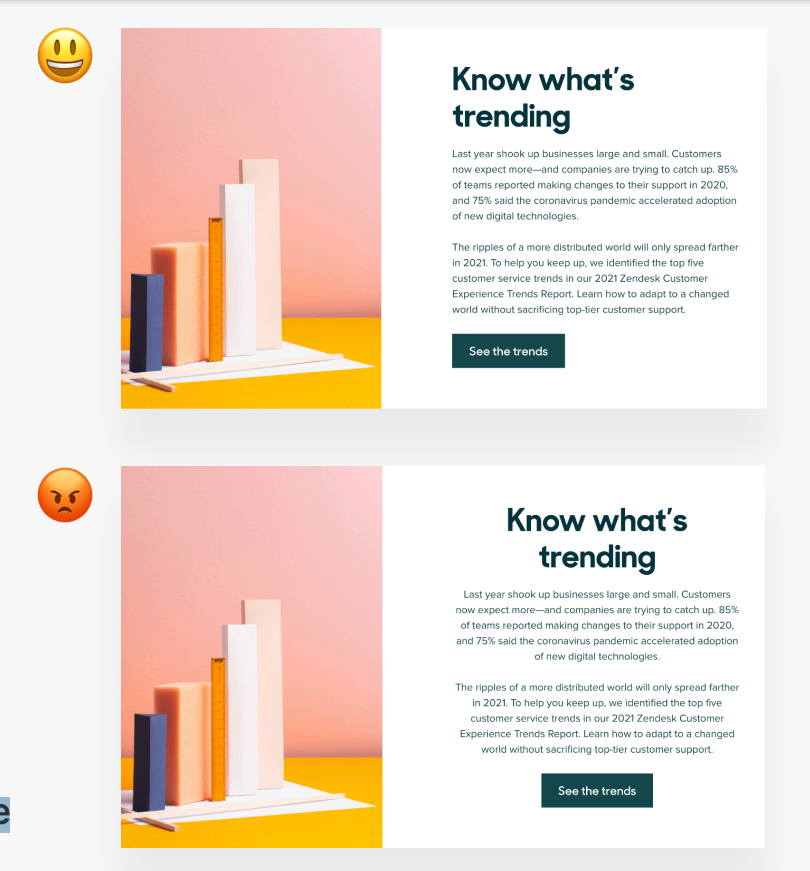 Know what's
trending
Last year shook up businesses large and small. Customers
now expect more—and companies are trying to catch up. 85%
of teams reported making changes to their support in 2020,
and 75% said the coronavirus pandemic accelerated adoption
of new digital technologies.
The ripples of a more distributed world will only spread farther
in 2021. To help you keep up, we identified the top five
customer service trends in our 2021 Zendesk Customer
Experience Trends Report. Learn how to adapt to a changed
world without sacrificing top-tier customer support.
See the trends
Know what's
trending
Last year shook up businesses large and small. Customers
now expect more—and companies are trying to catch up. 85%
of teams reported making changes to their support in 2020,
and 75% said the coronavirus pandemic accelerated adoption
of new digital technologies.
The ripples of a more distributed world will only spread farther
in 2021. To help you keep up, we identified the top five
customer service trends in our 2021 Zendesk Customer
Experience Trends Report. Learn how to adapt to a changed
world without sacrificing top-tier customer support.
See the trends
e